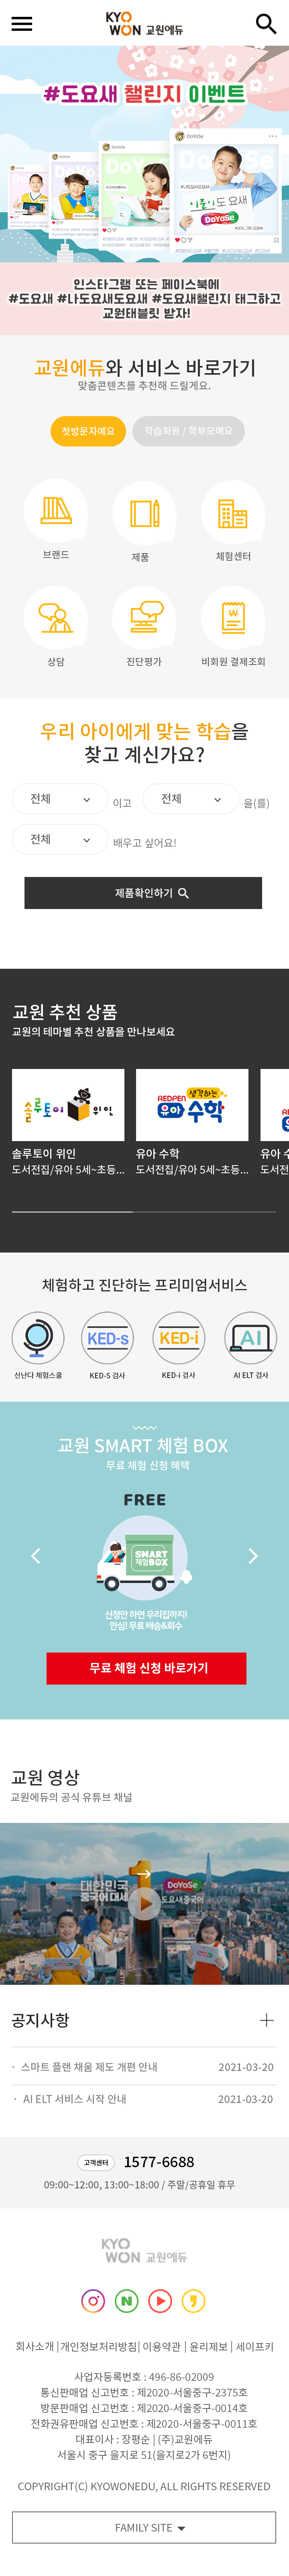 KYO
WON 교원에듀
#도요새 챌린지 이벤트
DoYoSe
DoYoSe
#나도요새도요새
DoYoSe
인스타그램 또는 페이스북에
#도요새 #나도요새도요새 #도요새챌린지 태그하고
교원태블릿 받자!
교원에듀와 서비스 바로가기
맞춤콘텐츠를 추천해 드릴게요.
첫방문자예요 학습회원 / 학부모예요
브랜드 제품 체험센터
상담 진단평가 비회원 결제조회
우리 아이에게 맞는 학습을
찾고 계신가요?
전체 이고 전체 을(를)
전체 배우고 싶어요!
제품확인하기
교원 추천 상품
교원의 테마별 추천 상품을 만나보세요
솔루토이 위인
REDPEN 생각하는
유아 수학
솔루토이 위인 유아 수학 유아 수
도서전집/유아 5세~초등... 도서전집/유아 5세~초등... 도서전
체험하고 진단하는 프리미엄서비스
KED-s KED-i AI
신난다 체험스쿨 KED-S 검사 KED-i 검사 AI ELT 검사
교원 SMART 체험 BOX
무료 체험 신청 혜택
FREE
SMART
체험BOX
신청만 하면 우리집까지!
안심! 무료 배송&회수
무료 체험 신청 바로가기
교원 영상
교원에듀의 공식 유튜브 채널
대한민국
중국어 대세
1
DoYoSe
도요새 중국어
공지사항
· 스마트 플랜 채움 제도 개편 안내 2021-03-20
· AI ELT 서비스 시작 안내 2021-03-20
고객센터 1577-6688
09:00~12:00, 13:00~18:00 / 주말/공휴일 휴무
KYO
WON 교원에듀
회사소개 |개인정보처리방침| 이용약관 | 윤리제보 | 세이프키
사업자등록번호 : 496-86-02009
통신판매업 신고번호 : 제2020-서울중구-2375호
방문판매업 신고번호 : 제2020-서울중구-0014호
전화권유판매업 신고번호 : 제2020-서울중구-0011호
대표이사 : 장평순 | (주)교원에듀
서울시 중구 을지로 51(을지로2가 6번지)
COPYRIGHT(C) KYOWONEDU, ALL RIGHTS RESERVED
FAMILY SITE